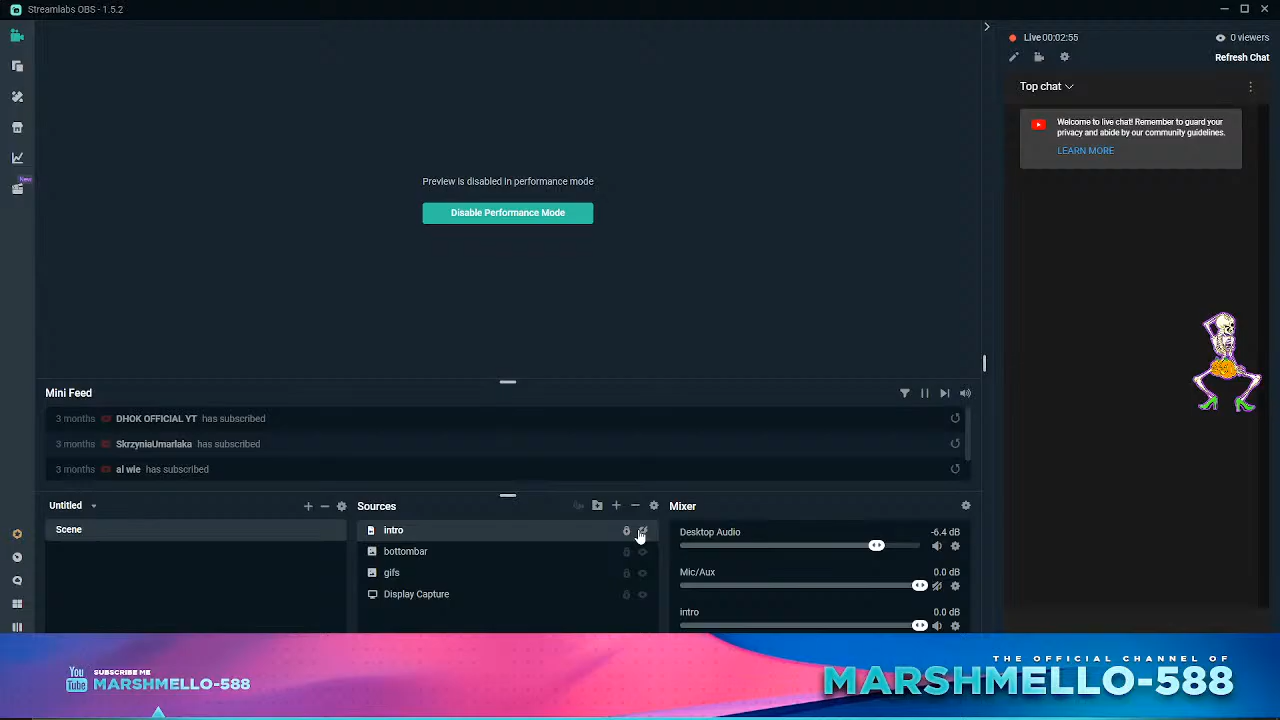 Streamlabs OBS - 1.5.2
Live 00:02:55
0 viewers
Refresh Chat
Top chat
Welcome to live chat! Remember to guard your
privacy and abide by our community guidelines.
LEARN MORE
Preview is disabled in performance mode
Disable Performance Mode
New
Mini Feed
3 months DHOK OFFICIAL YT has subscribed
3 months SkrzyniaUmarlaka has subscribed
3 months al wie has subscribed
Untitled
Scene
Sources
intro
bottombar
gifs
Display Capture
Mixer
Desktop Audio -6.4 dB
Mic/Aux 0.0 dB
intro 0.0 dB
You
Tube
SUBSCRIBE ME
MARSHMELLO-588
THE OFFICIAL CHANNEL OF
MARSHMELLO-588